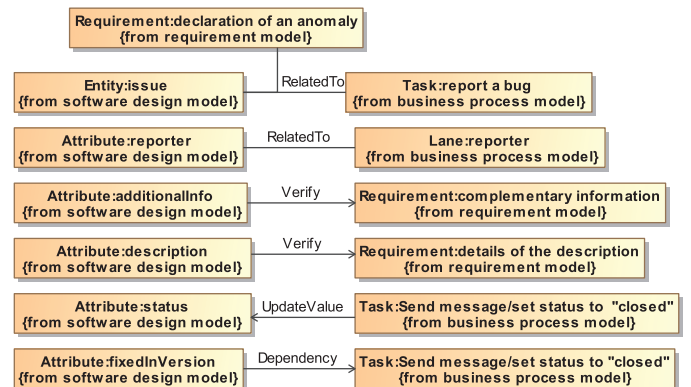 Requirement:declaration of an anomaly
{from requirement model}
Entity:issue
{from software design model}
RelatedTo
Task:report a bug
{from business process model}
Attribute:reporter
{from software design model}
RelatedTo
Lane:reporter
{from business process model}
Attribute:additionalInfo
{from software design model}
Verify
Requirement:complementary information
{from requirement model}
Attribute:description
{from software design model}
Verify
Requirement:details of the description
{from requirement model}
Attribute:status
{from software design model}
UpdateValue
Task:Send message/set status to "closed"
{from business process model}
Attribute:fixedInVersion
{from software design model}
Dependency
Task:Send message/set status to "closed"
{from business process model}